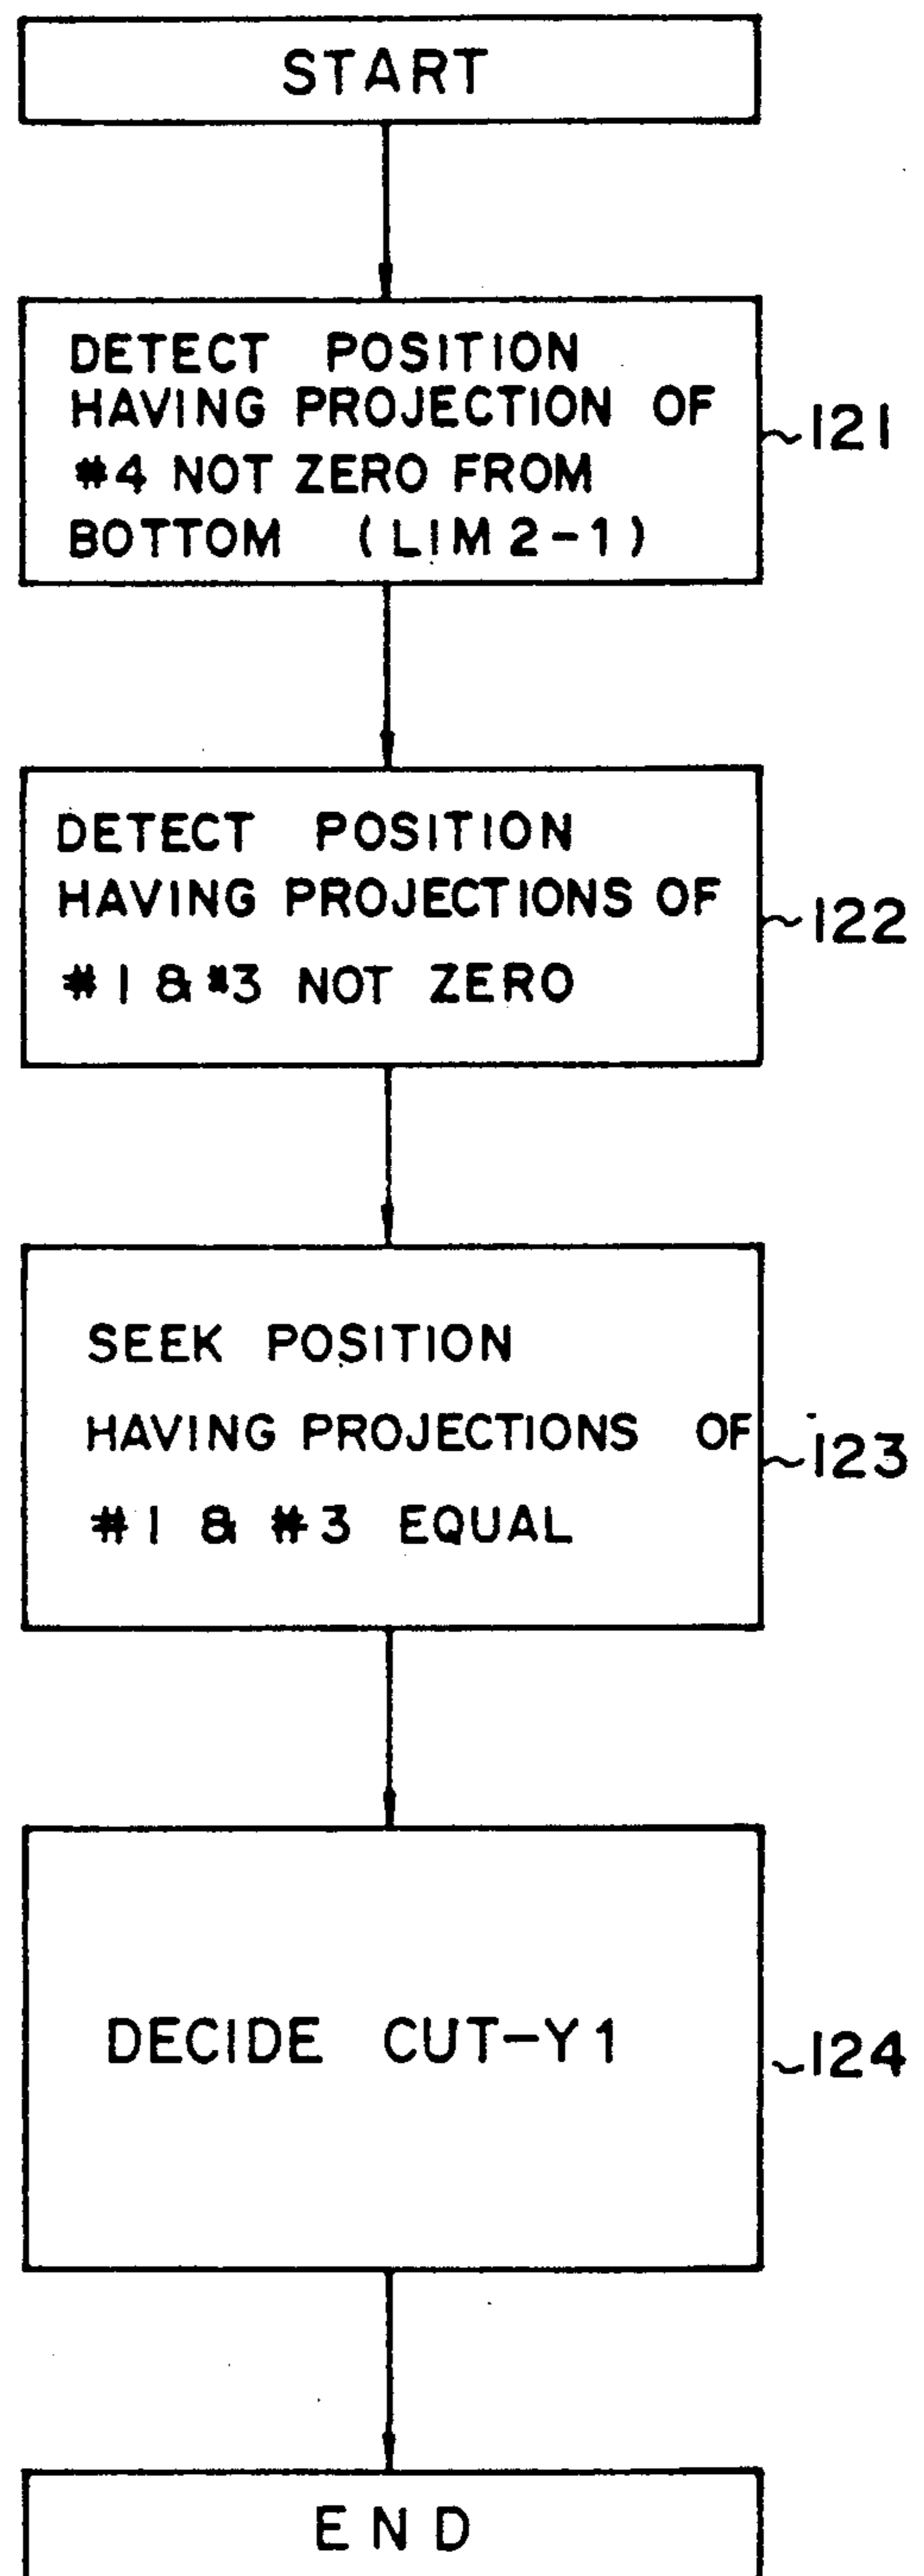 START
DETECT POSITION
HAVING PROJECTION OF
#4 NOT ZERO FROM
BOTTOM (LIM2-1)
121
DETECT POSITION
HAVING PROJECTIONS OF
#1 & #3 NOT ZERO
122
SEEK POSITION
HAVING PROJECTIONS OF
#1 & #3 EQUAL
123
DECIDE CUT-Y1
124
END